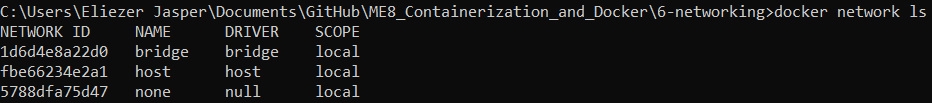 C:\Users\Eliezer Jasper\Documents\GitHub\ME8_Containerization_and_Docker\6-networking>docker network ls
NETWORK ID     NAME      DRIVER    SCOPE
1d6d4e8a22d0   bridge    bridge    local
fbe66234e2a1   host      host      local
5788dfa75d47   none      null      local